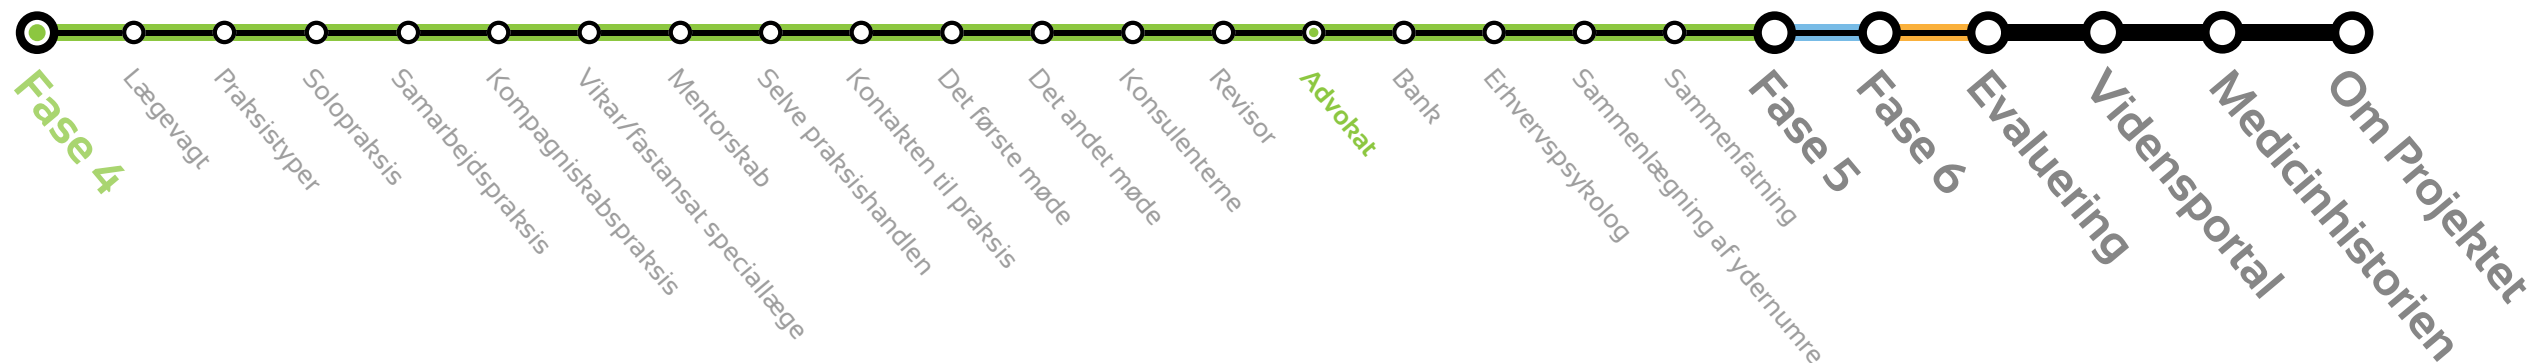 Fase 4
Lægevagt
Praksistyper
Solopraksis
Samarbejdspraksis
Kompagniskabspraksis
Vikar/fastansat speciallæge
Mentorskab
Selve praksishandlen
Kontakten til praksis
Det første møde
Det andet møde
Konsulenterne
Revisor
Advokat
Bank
Erhvervspsykolog
Sammenlægning af ydernumre
Sammenfatning
Fase 5
Fase 6
Evaluering
Vidensportal
Medicinhistorien
Om Projektet